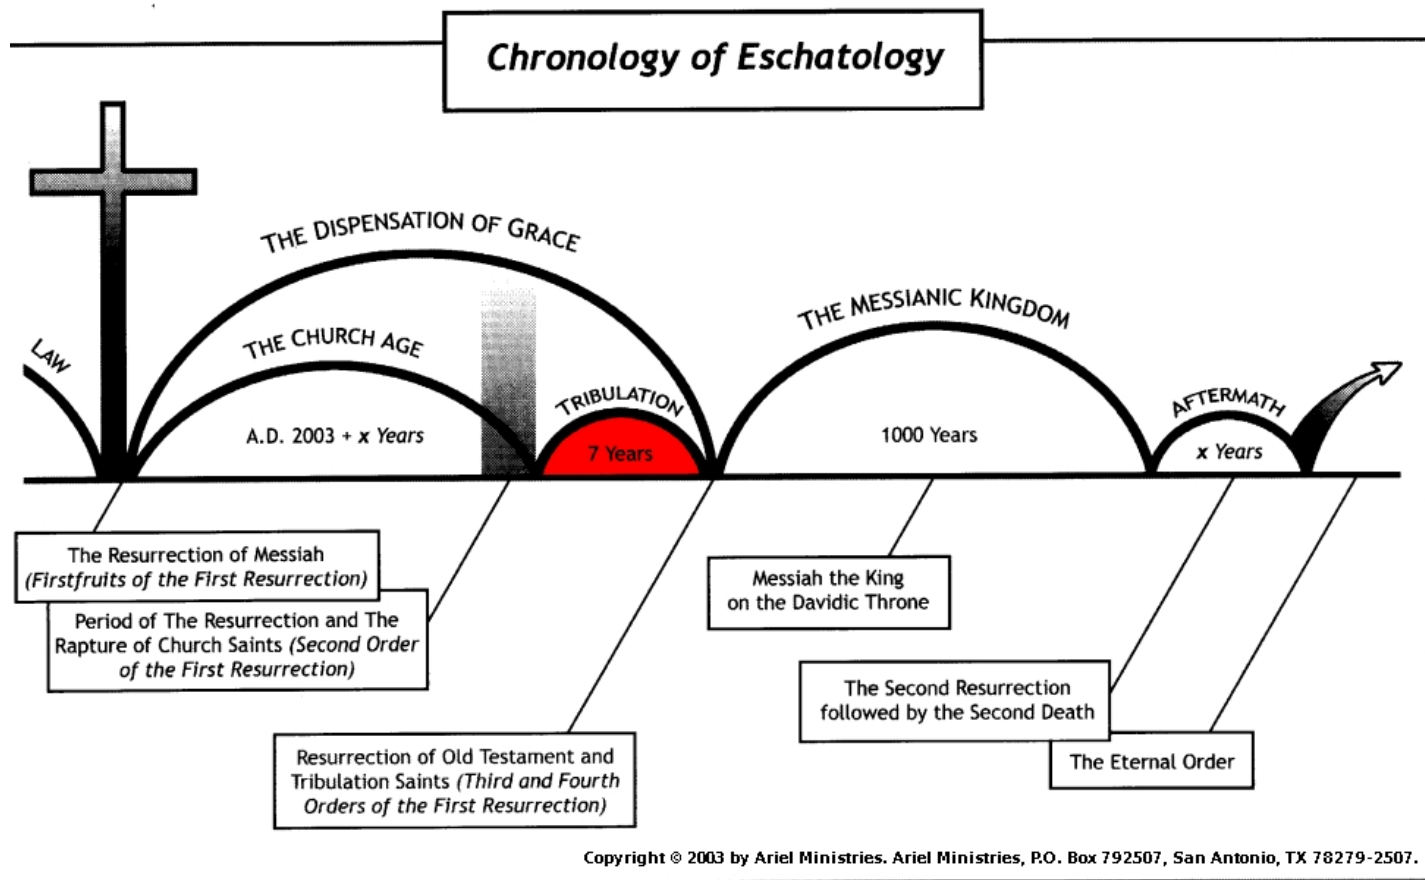 Chronology of Eschatology
THE DISPENSATION OF GRACE
THE MESSIANIC KINGDOM
THE CHURCH AGE
LAW
TRIBULATION
AFTERMATH
A.D. 2003 + x Years
7 Years
1000 Years
x Years
The Resurrection of Messiah
(Firstfruits of the First Resurrection)
Period of The Resurrection and The
Rapture of Church Saints (Second Order
of the First Resurrection)
Resurrection of Old Testament and
Tribulation Saints (Third and Fourth
Orders of the First Resurrection)
Messiah the King
on the Davidic Throne
The Second Resurrection
followed by the Second Death
The Eternal Order
Copyright © 2003 by Ariel Ministries. Ariel Ministries, P.O. Box 792507, San Antonio, TX 78279-2507.